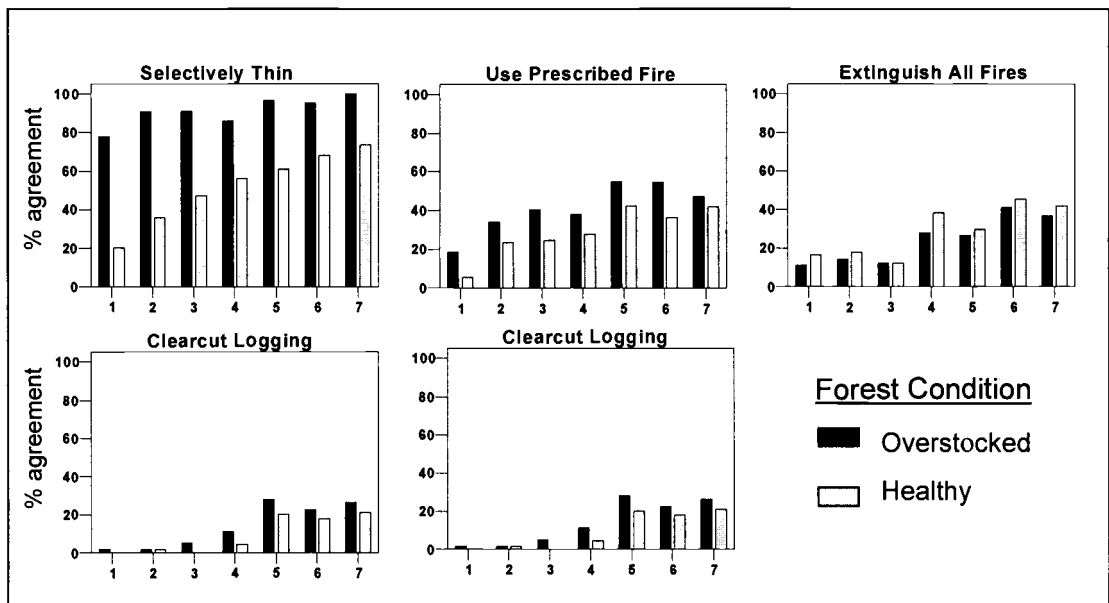 Selectively Thin
Use Prescribed Fire
Extinguish All Fires
% agreement
100
80
60
40
20
0
1 2 3 4 5 6 7
100
80
60
40
20
0
1 2 3 4 5 6 7
100
80
60
40
20
0
1 2 3 4 5 6 7
Clearcut Logging
Clearcut Logging
% agreement
100
80
60
40
20
0
1 2 3 4 5 6 7
100
80
60
40
20
0
1 2 3 4 5 6 7
Forest Condition
Overstocked
Healthy